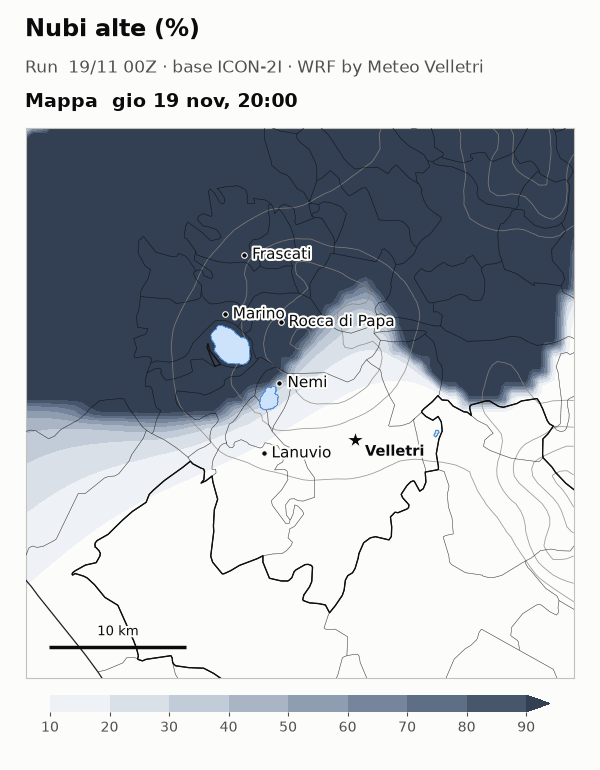 Nubi alte (%)
Run  19/11 00Z · base ICON-2I · WRF by Meteo Velletri
Mappa  gio 19 nov, 20:00
Frascati
Marino
Rocca di Papa
Nemi
Velletri
Lanuvio
10 km
10 20 30 40 50 60 70 80 90